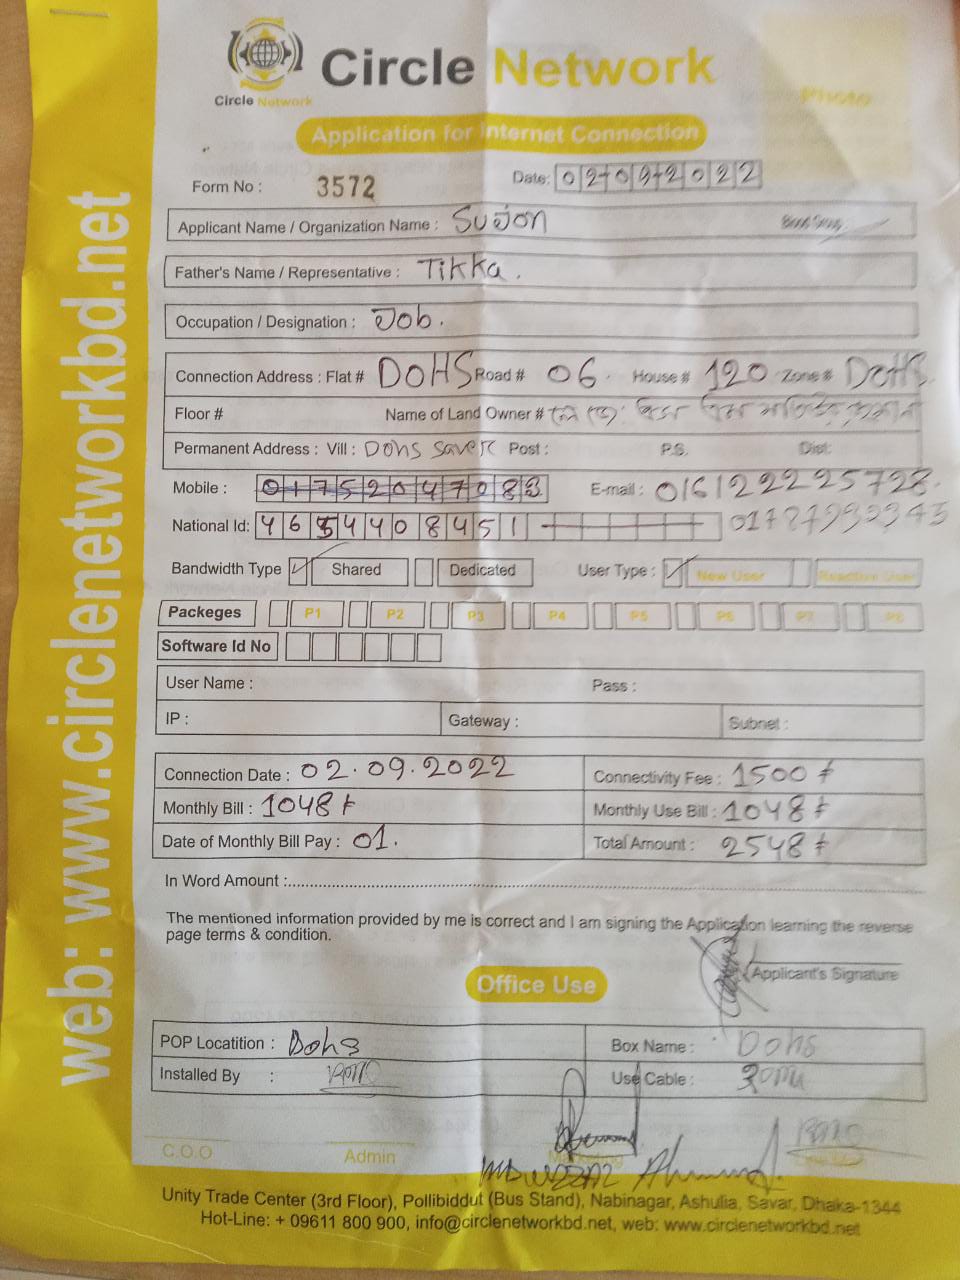 Circle Network
Circle Network
Photo
Application for Internet Connection
Form No : 3572 Date: 02-09-2022
Applicant Name / Organization Name : Sujon Blood Group :
Father's Name / Representative : Tikka .
Occupation / Designation : Job.
Connection Address : Flat # DOHS Road # 06. House # 120 Zone # DOHS
Floor # Name of Land Owner #
Permanent Address : Vill : Dohs Saver Post : P.S. Dist:
Mobile : E-mail : 01612225728.
National Id: 4654408451 01787933345
Bandwidth Type Shared Dedicated User Type : New User Reactive User
Packeges P1 P2 P3 P4 P5 P6 P7 P8
Software Id No
User Name : Pass :
IP : Gateway : Subnet :
Connection Date : 02.09.2022 Connectivity Fee : 1500 ৳
Monthly Bill : 1048 ৳ Monthly Use Bill : 1048 ৳
Date of Monthly Bill Pay : 01. Total Amount : 2548 ৳
In Word Amount :
The mentioned information provided by me is correct and I am signing the Application learning the reverse
page terms & condition.
Applicant's Signature
Office Use
POP Locatition : Dohs Box Name : Dohs
Installed By : Use Cable :
C.O.O Admin Marketing
Unity Trade Center (3rd Floor), Pollibiddut (Bus Stand), Nabinagar, Ashulia, Savar, Dhaka-1344
Hot-Line: + 09611 800 900, info@circlenetworkbd.net, web: www.circlenetworkbd.net
web: www.circlenetworkbd.net